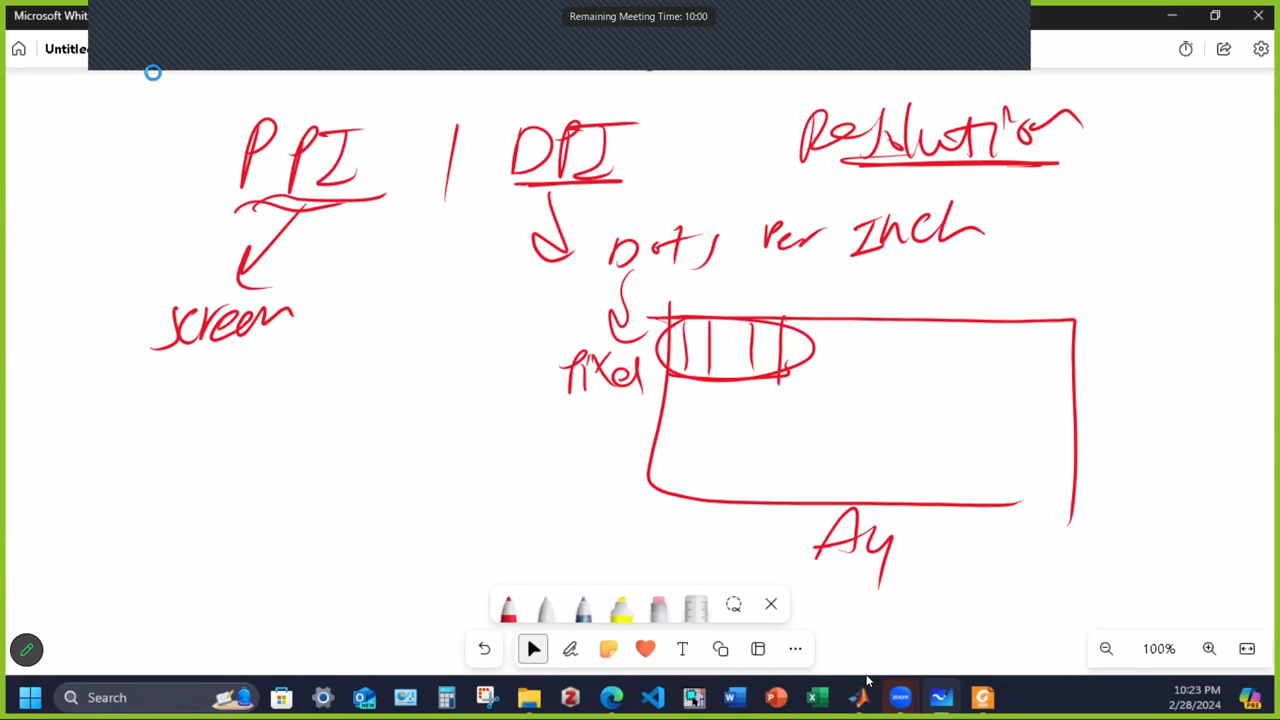 Remaining Meeting Time: 10:00
Microsoft Whit
Untitle
PPI | DPI
Resolution
Dots Per Inch
screen
Pixel
A4
100%
Search
10:23 PM
2/28/2024